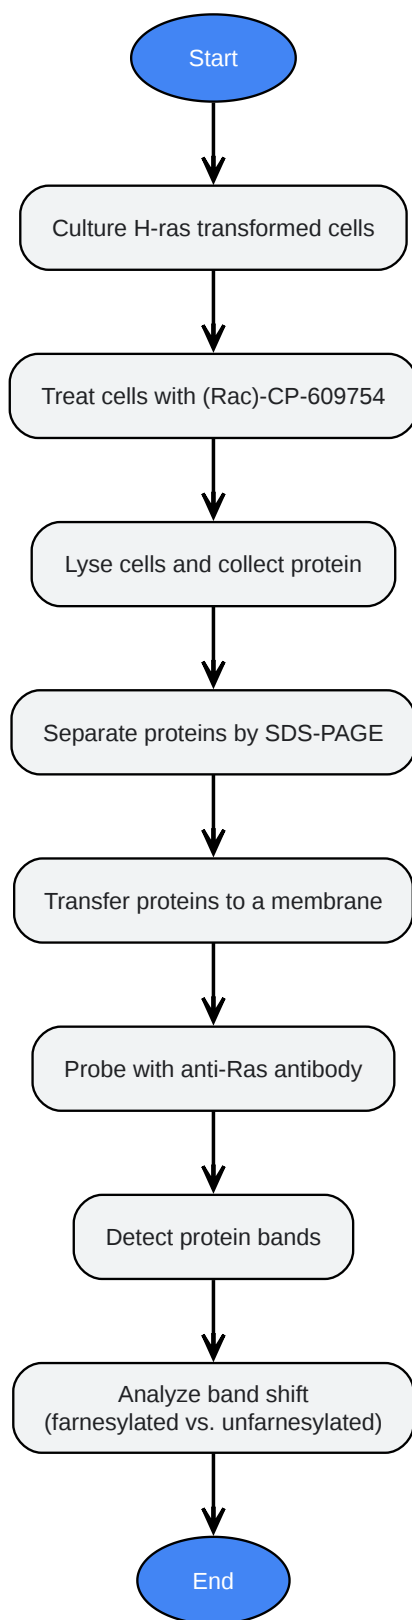 Start
Culture H-ras transformed cells
Treat cells with (Rac)-CP-609754
Lyse cells and collect protein
Separate proteins by SDS-PAGE
Transfer proteins to a membrane
Probe with anti-Ras antibody
Detect protein bands
Analyze band shift
(farnesylated vs. unfarnesylated)
End